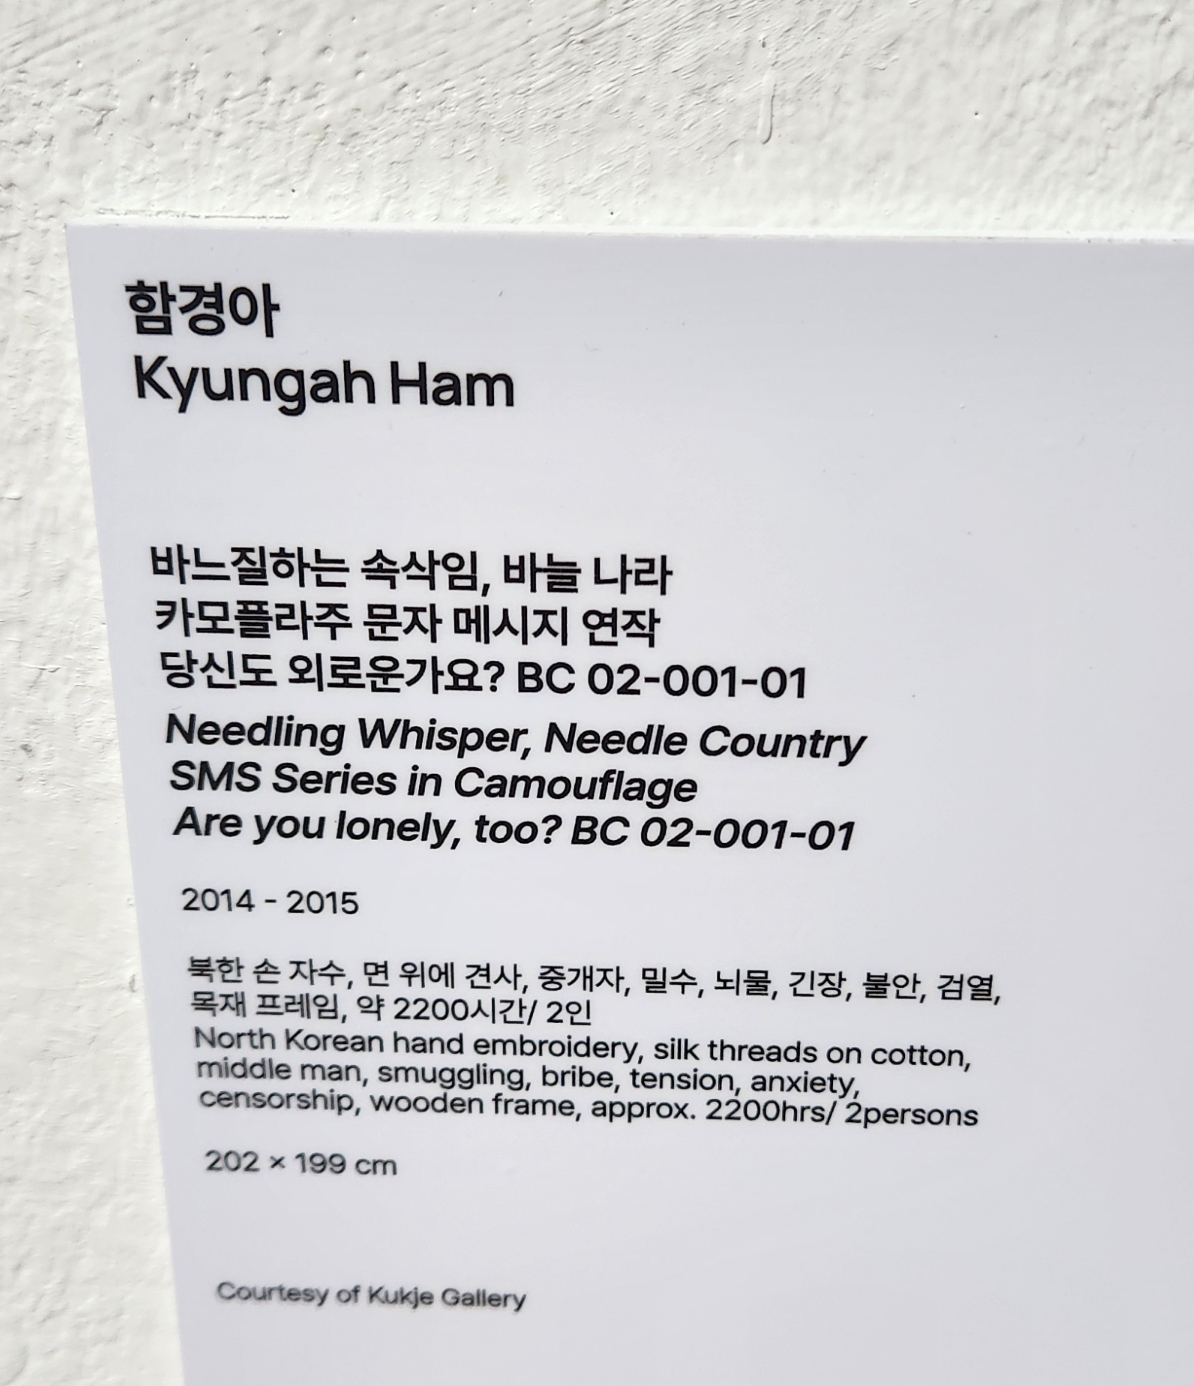 함경아
Kyungah Ham
바느질하는 속삭임, 바늘 나라
카모플라주 문자 메시지 연작
당신도 외로운가요? BC 02-001-01
Needling Whisper, Needle Country
SMS Series in Camouflage
Are you lonely, too? BC 02-001-01
2014 - 2015
북한 손 자수, 면 위에 견사, 중개자, 밀수, 뇌물, 긴장, 불안, 검열,
목재 프레임, 약 2200시간/ 2인
North Korean hand embroidery, silk threads on cotton,
middle man, smuggling, bribe, tension, anxiety,
censorship, wooden frame, approx. 2200hrs/ 2persons
202 × 199 cm
Courtesy of Kukje Gallery